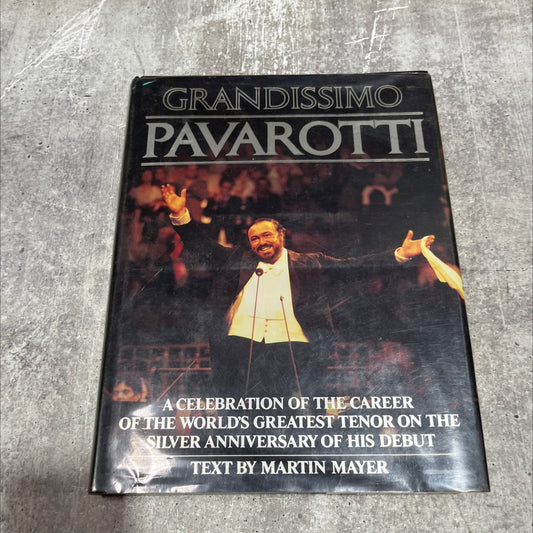 GRANDISSIMO
PAVAROTTI
A CELEBRATION OF THE CAREER
OF THE WORLD'S GREATEST TENOR ON THE
SILVER ANNIVERSARY OF HIS DEBUT
TEXT BY MARTIN MAYER